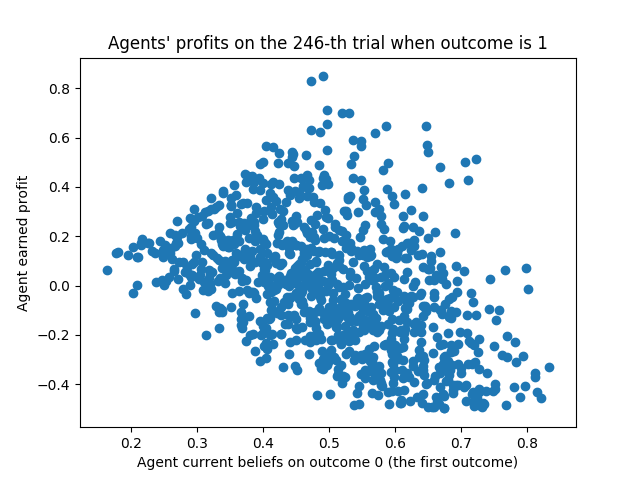 Agents' profits on the 246-th trial when outcome is 1
Agent earned profit
0.8
0.6
0.4
0.2
0.0
−0.2
−0.4
0.2 0.3 0.4 0.5 0.6 0.7 0.8
Agent current beliefs on outcome 0 (the first outcome)